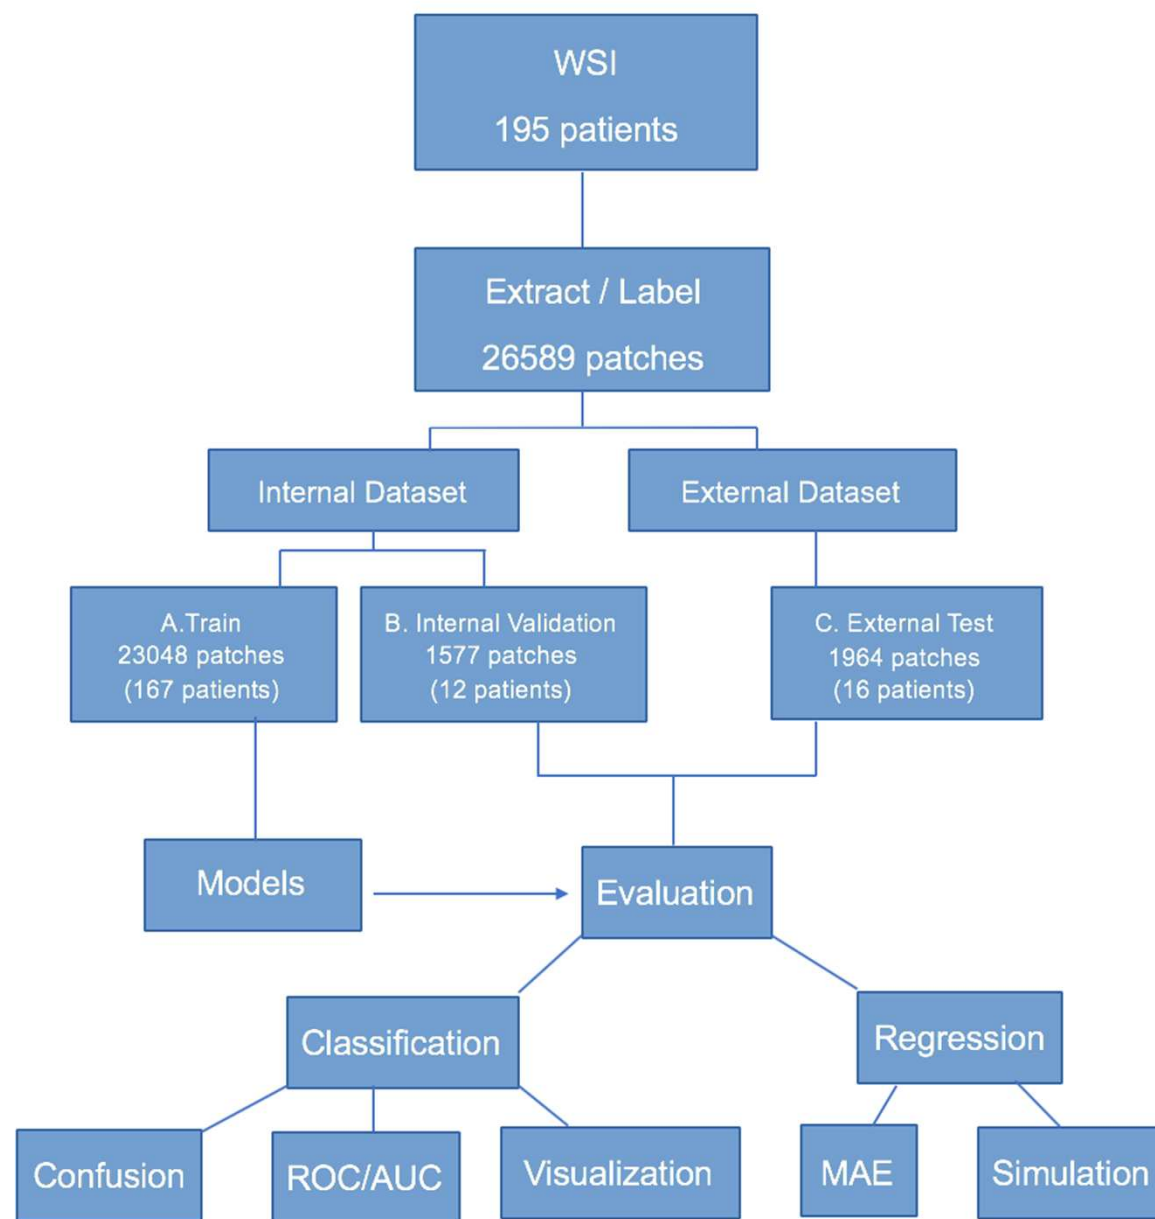 WSI
195 patients
Extract / Label
26589 patches
Internal Dataset
External Dataset
A.Train
23048 patches
(167 patients)
B. Internal Validation
1577 patches
(12 patients)
C. External Test
1964 patches
(16 patients)
Models
Evaluation
Classification
Regression
Confusion
ROC/AUC
Visualization
MAE
Simulation